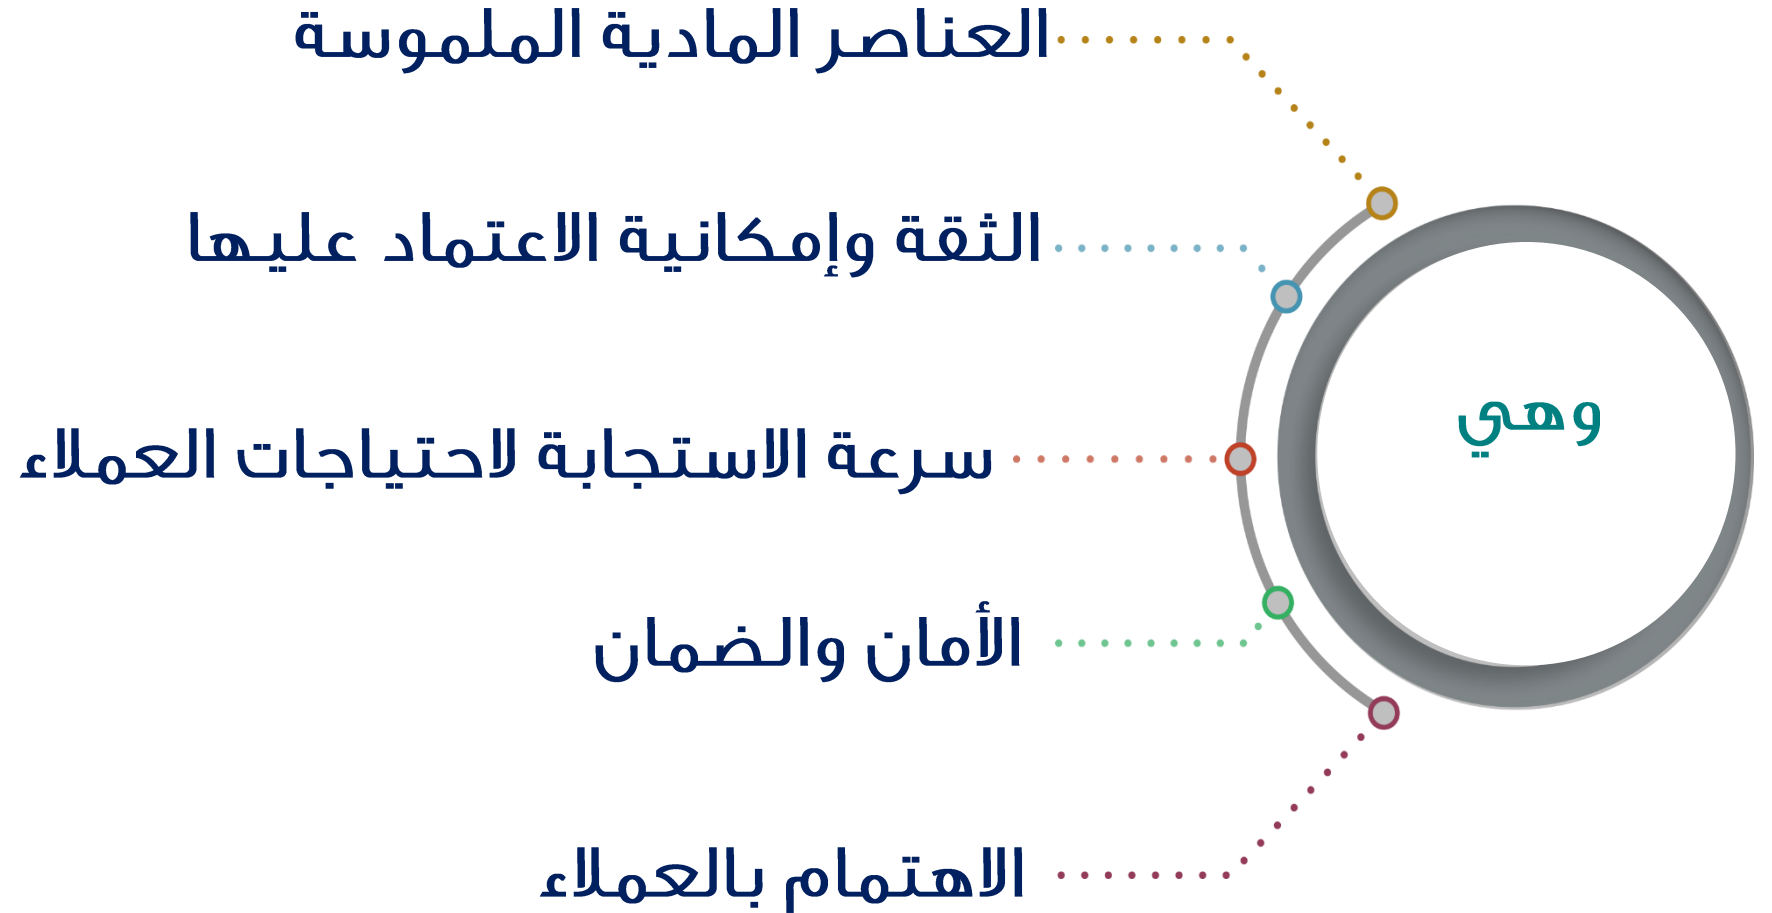 وهي
العناصر المادية الملموسة
الثقة وإمكانية الاعتماد عليها
سرعة الاستجابة لاحتياجات العملاء
الأمان والضمان
الاهتمام بالعملاء